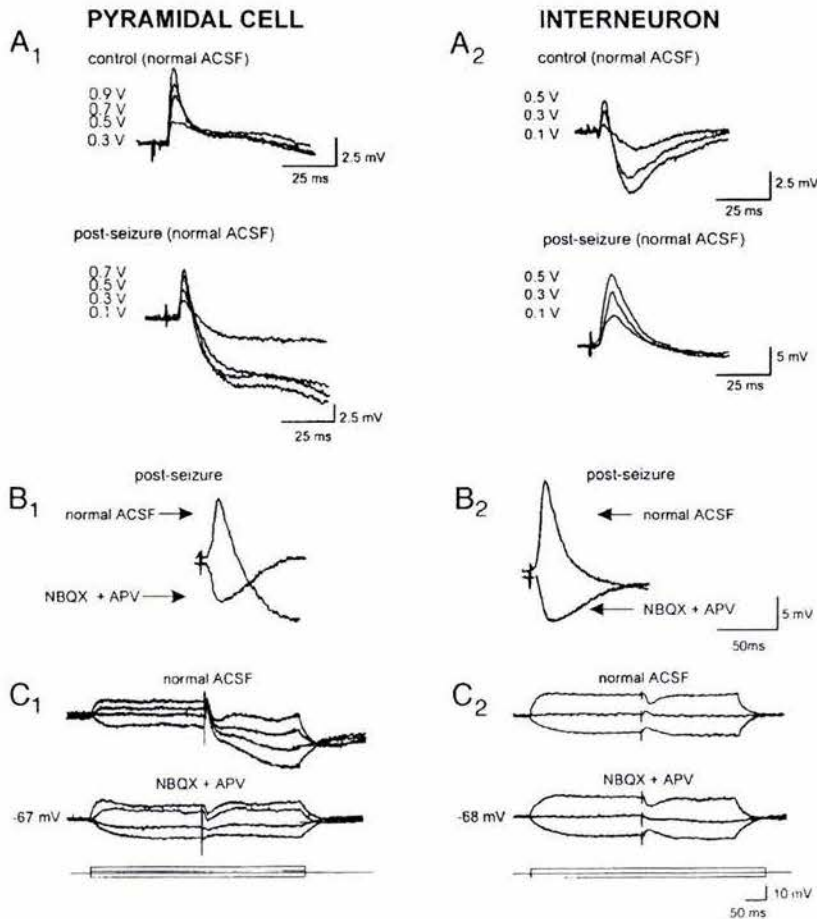 PYRAMIDAL CELL
A1
control (normal ACSF)
0.9 V
0.7 V
0.5 V
0.3 V
2.5 mV
25 ms
post-seizure (normal ACSF)
0.7 V
0.5 V
0.3 V
0.1 V
2.5 mV
25 ms
B1
post-seizure
normal ACSF
NBQX + APV
C1
normal ACSF
NBQX + APV
-67 mV
INTERNEURON
A2
control (normal ACSF)
0.5 V
0.3 V
0.1 V
2.5 mV
25 ms
post-seizure (normal ACSF)
0.5 V
0.3 V
0.1 V
5 mV
25 ms
B2
post-seizure
normal ACSF
NBQX + APV
5 mV
50ms
C2
normal ACSF
NBQX + APV
-68 mV
10 mV
50 ms